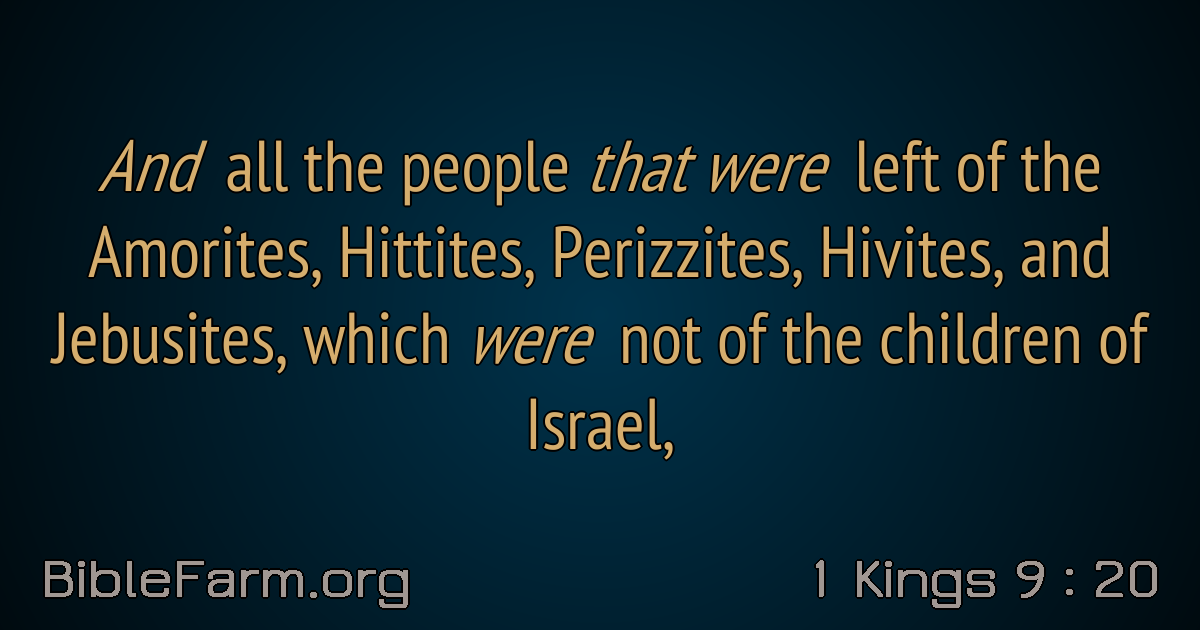 And all the people that were left of the
Amorites, Hittites, Perizzites, Hivites, and
Jebusites, which were not of the children of
Israel,
BibleFarm.org
1 Kings 9 : 20